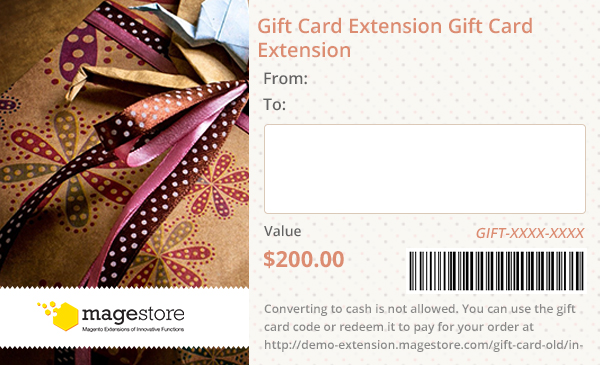 Gift Card Extension Gift Card
Extension
From:
To:
Value
GIFT-XXXX-XXXX
$200.00
magestore
Magento Extensions of Innovative Functions
Converting to cash is not allowed. You can use the gift
card code or redeem it to pay for your order at
http://demo-extension.magestore.com/gift-card-old/in-